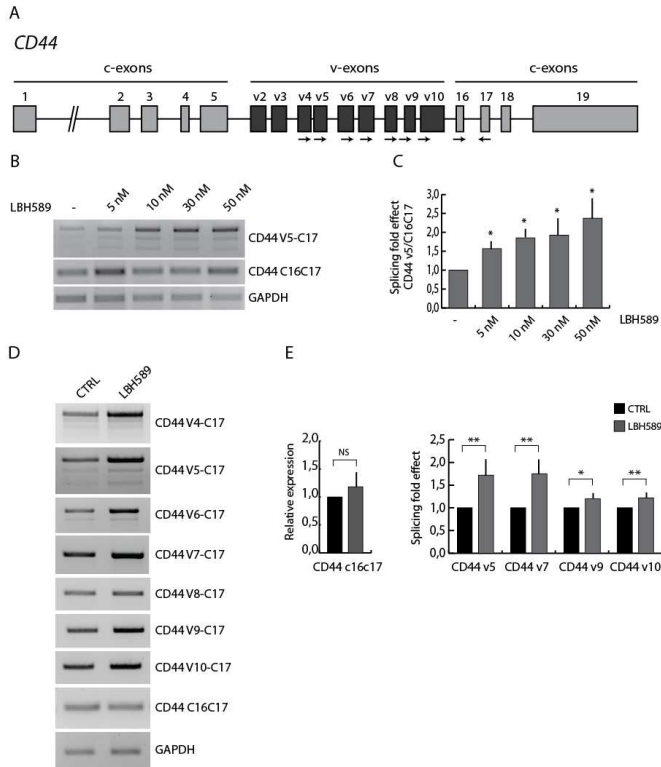 A
CD44
c-exons v-exons c-exons
1 2 3 4 5 v2 v3 v4 v5 v6 v7 v8 v9 v10 16 17 18 19
B
LBH589 - 5 nM 10 nM 30 nM 50 nM
CD44 V5-C17
CD44 C16C17
GAPDH
C
Splicing fold effect
CD44 v5/C16C17
3,0
2,5
2,0
1,5
1,0
0,5
0,0
* * * *
- 5 nM 10 nM 30 nM 50 nM LBH589
D
CTRL LBH589
CD44 V4-C17
CD44 V5-C17
CD44 V6-C17
CD44 V7-C17
CD44 V8-C17
CD44 V9-C17
CD44 V10-C17
CD44 C16C17
GAPDH
E
CTRL
LBH589
Relative expression
2,0
1,5
1,0
0,5
0,0
NS
CD44 c16c17
Splicing fold effect
2,5
2,0
1,5
1,0
0,5
0,0
** ** * **
CD44 v5 CD44 v7 CD44 v9 CD44 v10